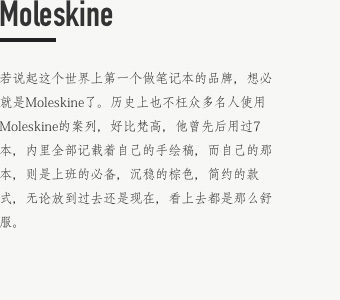 Moleskine
若说起这个世界上第一个做笔记本的品牌，想必
就是Moleskine了。历史上也不枉众多名人使用
Moleskine的案列，好比梵高，他曾先后用过7
本，内里全部记载着自己的手绘稿，而自己的那
本，则是上班的必备，沉稳的棕色，简约的款
式，无论放到过去还是现在，看上去都是那么舒
服。